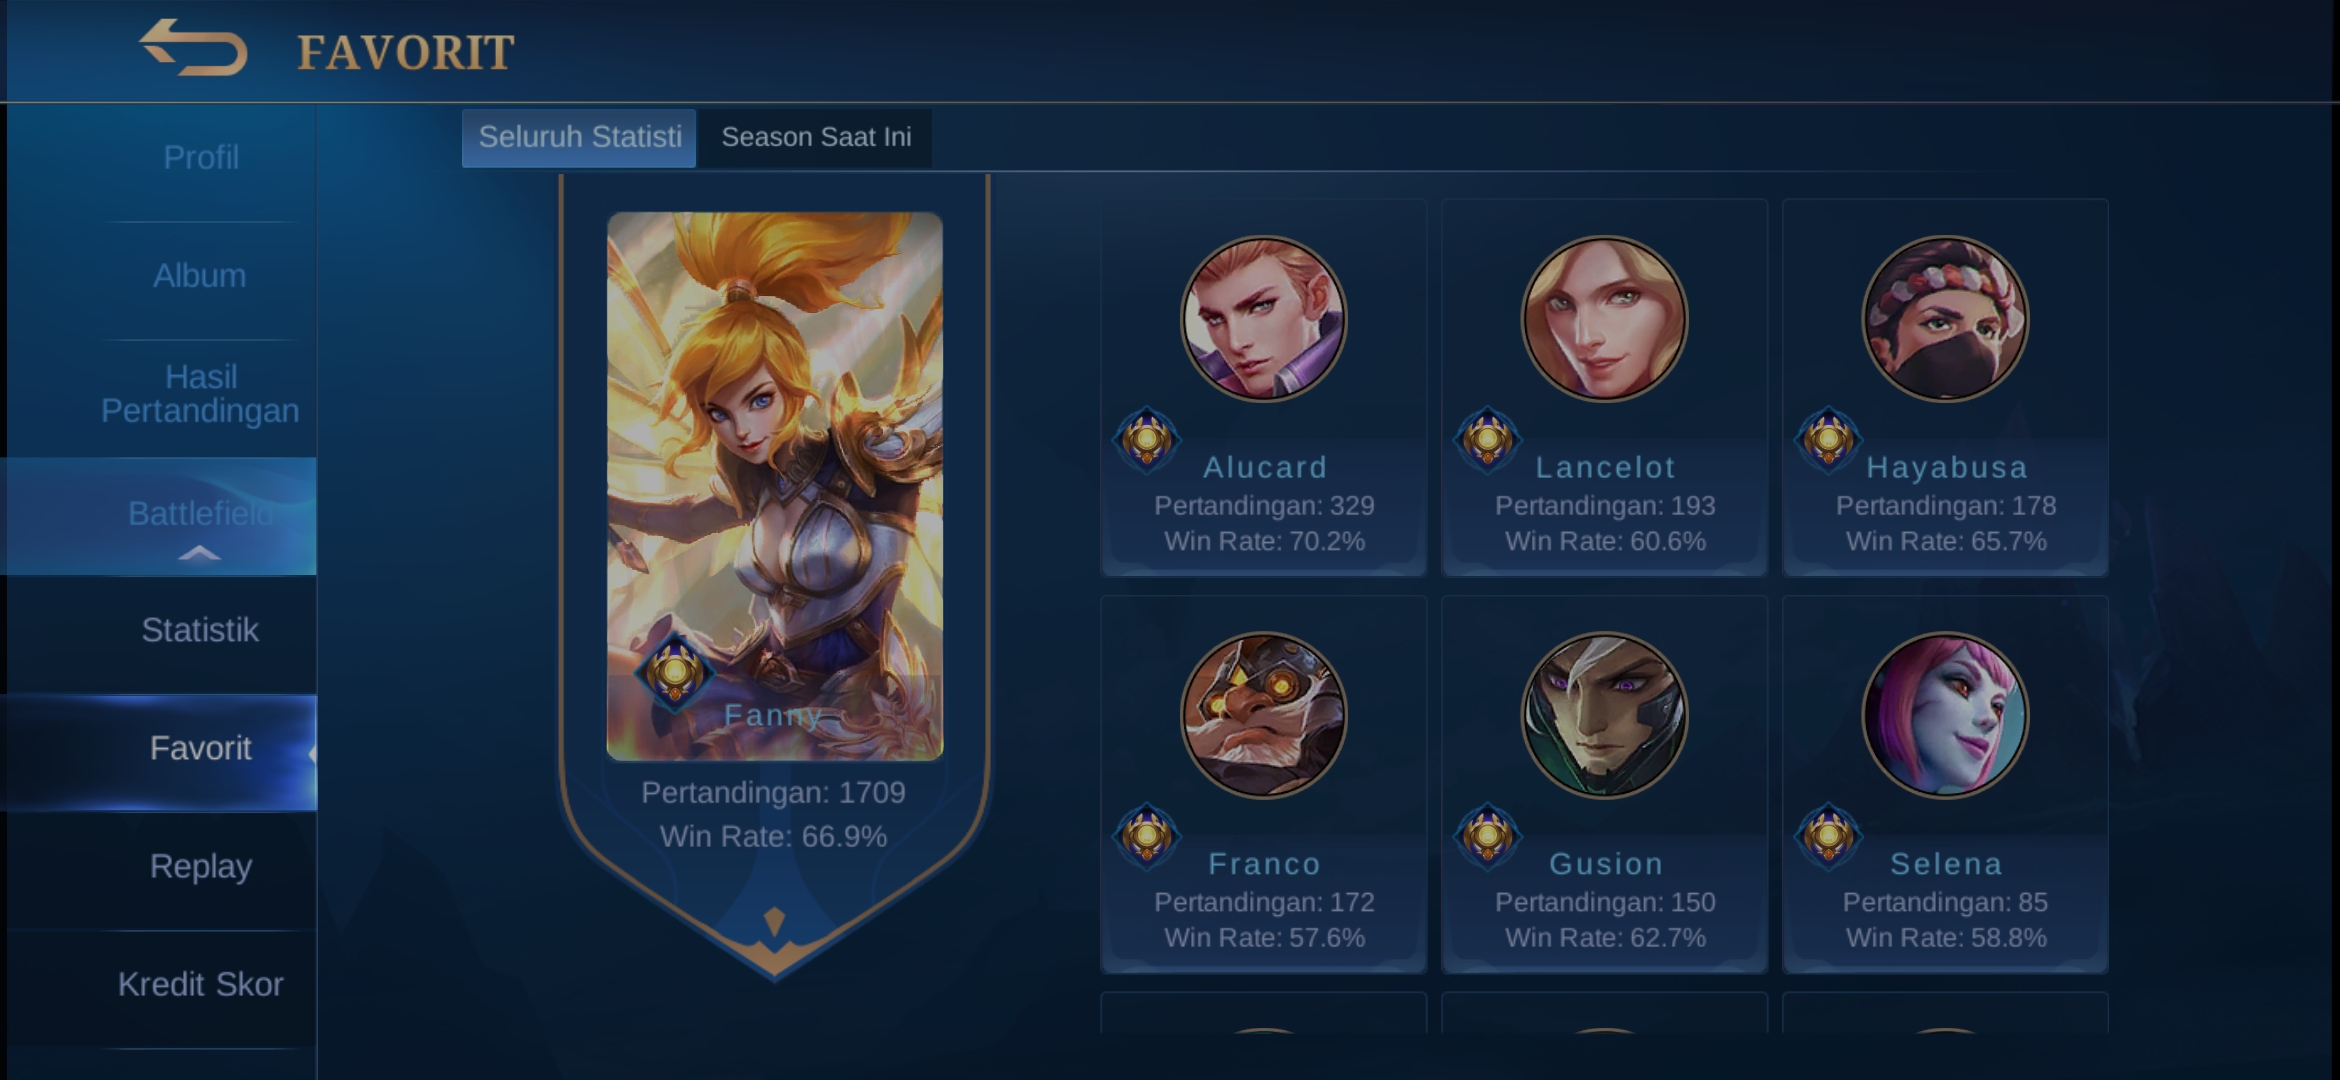 FAVORIT
Profil
Album
Hasil
Pertandingan
Battlefield
Statistik
Favorit
Replay
Kredit Skor
Seluruh Statisti
Season Saat Ini
Fanny
Pertandingan: 1709
Win Rate: 66.9%
Alucard
Pertandingan: 329
Win Rate: 70.2%
Lancelot
Pertandingan: 193
Win Rate: 60.6%
Hayabusa
Pertandingan: 178
Win Rate: 65.7%
Franco
Pertandingan: 172
Win Rate: 57.6%
Gusion
Pertandingan: 150
Win Rate: 62.7%
Selena
Pertandingan: 85
Win Rate: 58.8%